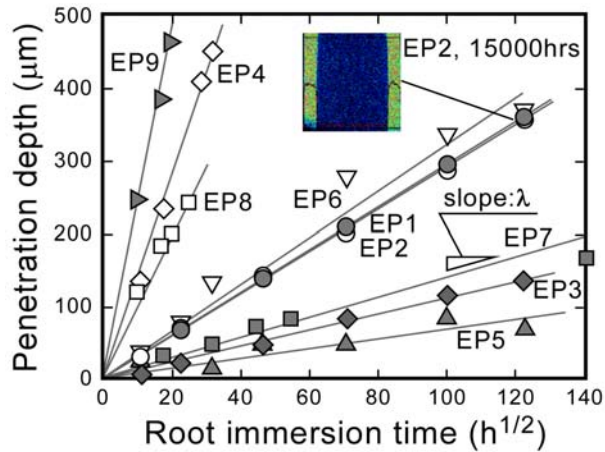 500
400
300
200
100
0
Penetration depth (μm)
EP9
EP4
EP8
EP2, 15000hrs
EP6
EP1
EP2
slope:λ
EP7
EP3
EP5
0 20 40 60 80 100 120 140
Root immersion time (h^1/2)